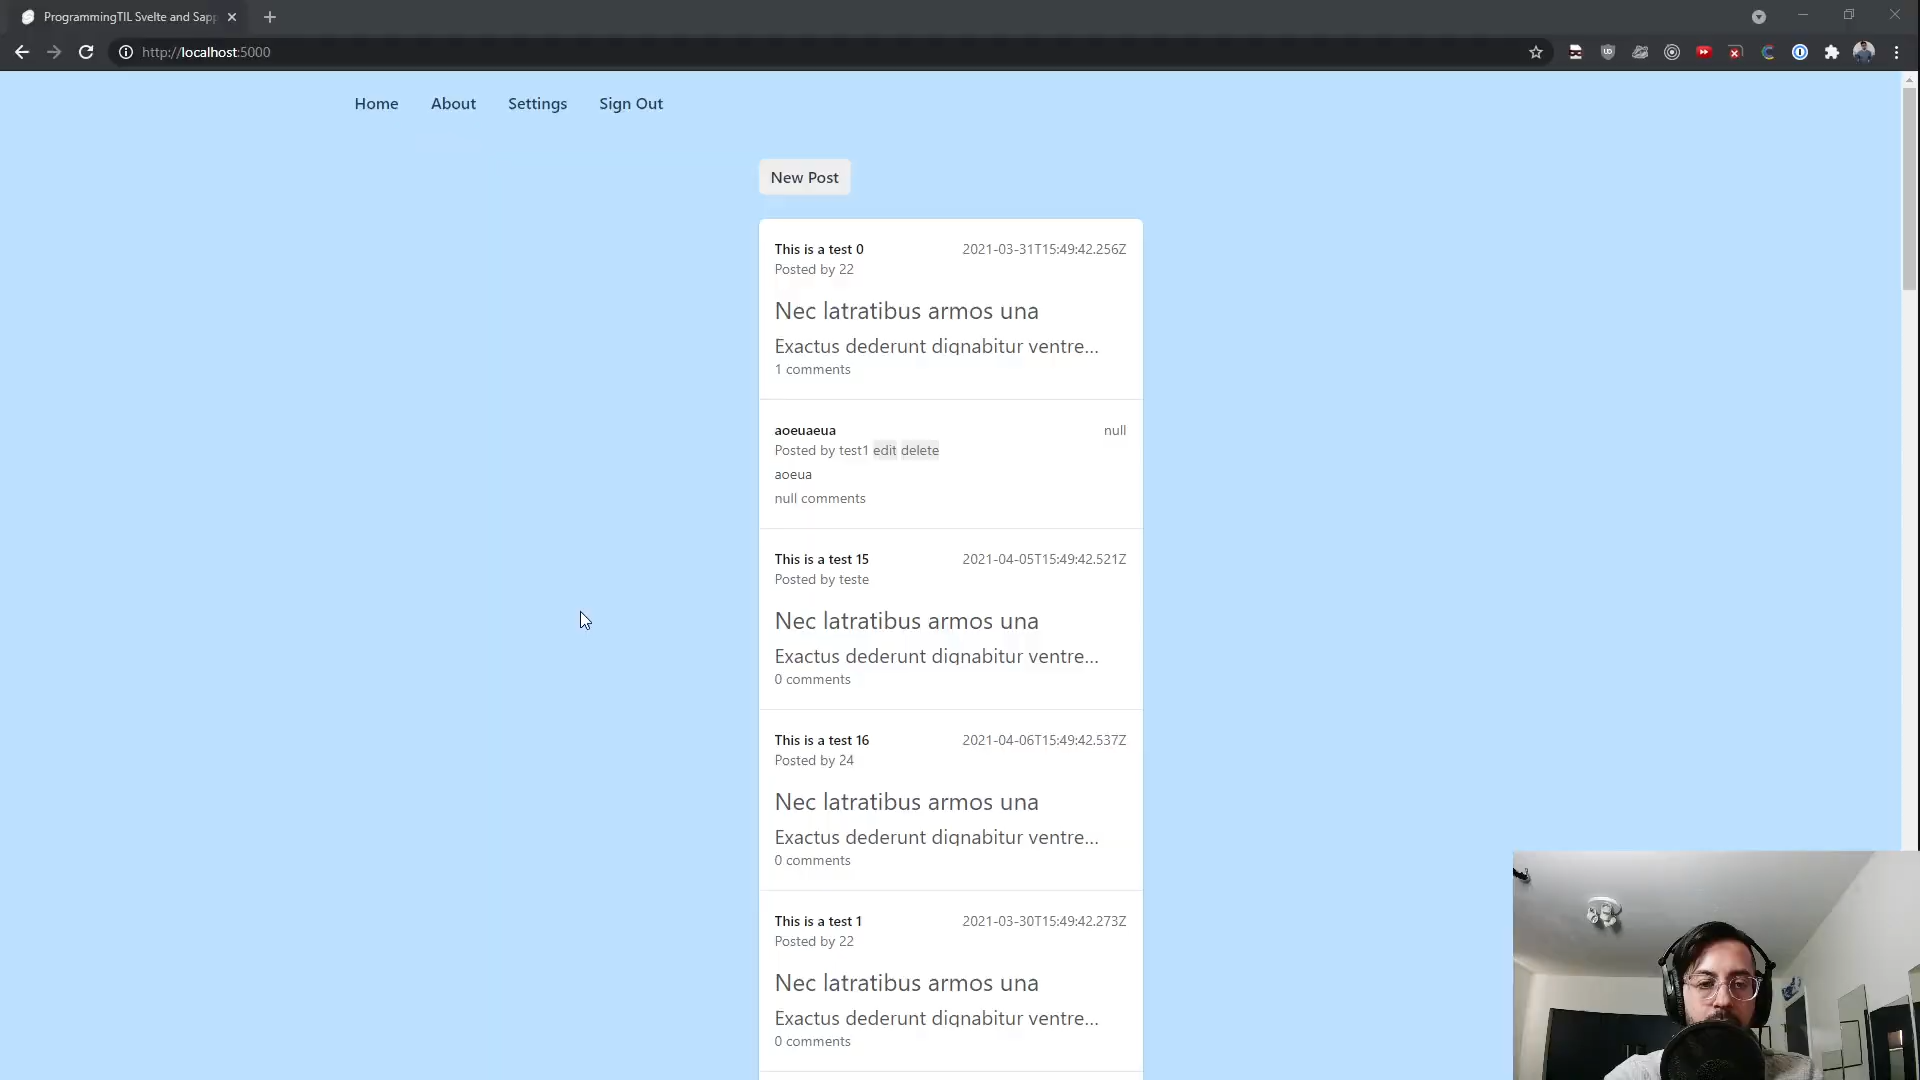 ProgrammingTIL Svelte and Sapp
http://localhost:5000
Home About Settings Sign Out
New Post
This is a test 0 2021-03-31T15:49:42.256Z
Posted by 22
Nec latratibus armos una
Exactus dederunt dignabitur ventre...
1 comments
aoeuaeua null
Posted by test1 edit delete
aoeua
null comments
This is a test 15 2021-04-05T15:49:42.521Z
Posted by teste
Nec latratibus armos una
Exactus dederunt dignabitur ventre...
0 comments
This is a test 16 2021-04-06T15:49:42.537Z
Posted by 24
Nec latratibus armos una
Exactus dederunt dignabitur ventre...
0 comments
This is a test 1 2021-03-30T15:49:42.273Z
Posted by 22
Nec latratibus armos una
Exactus dederunt dignabitur ventre...
0 comments